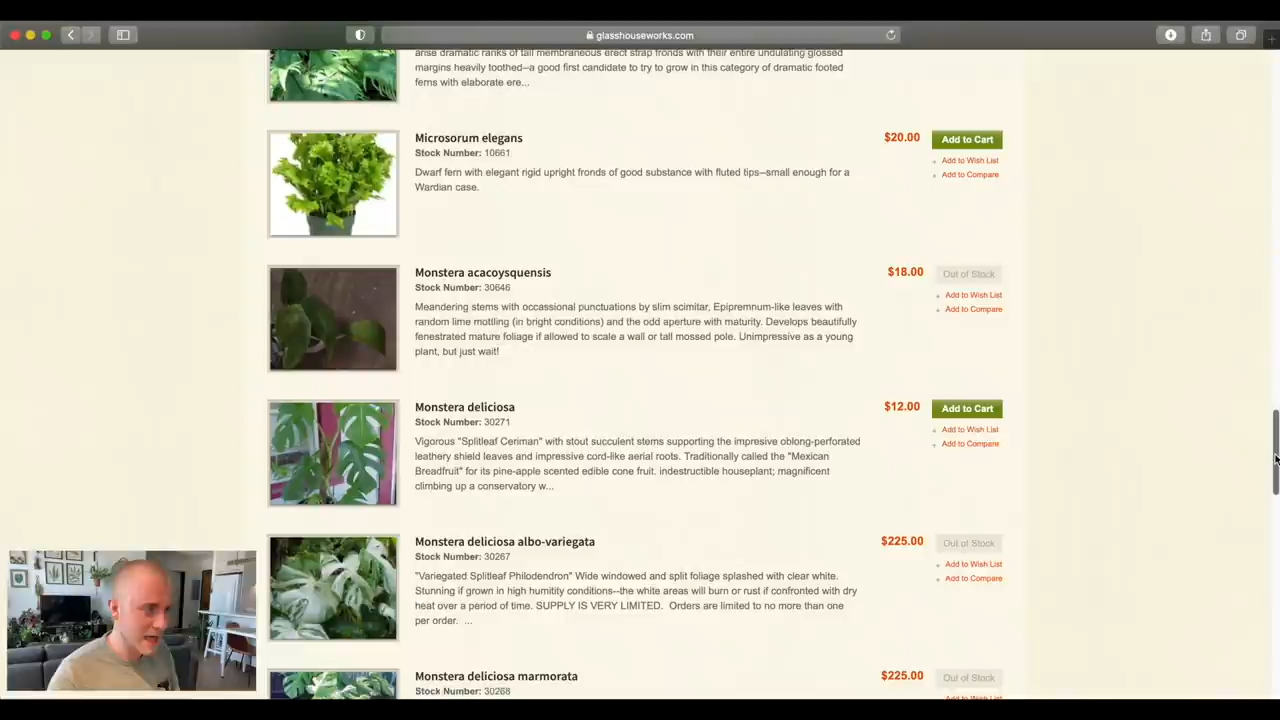 glasshouseworks.com
arise dramatic ranks of tall membraneous erect strap fronds with their entire undulating glossed
margins heavily toothed--a good first candidate to try to grow in this category of dramatic footed
ferns with elaborate ere...
Microsorum elegans
$20.00
Add to Cart
Stock Number: 10661
Add to Wish List
Dwarf fern with elegant rigid upright fronds of good substance with fluted tips--small enough for a
Add to Compare
Wardian case.
Monstera acacoysquensis
$18.00
Out of Stock
Stock Number: 30646
Add to Wish List
Meandering stems with occassional punctuations by slim scimitar, Epipremnum-like leaves with
Add to Compare
random lime mottling (in bright conditions) and the odd aperture with maturity. Develops beautifully
fenestrated mature foliage if allowed to scale a wall or tall mossed pole. Unimpressive as a young
plant, but just wait!
Monstera deliciosa
$12.00
Add to Cart
Stock Number: 30271
Add to Wish List
Vigorous "Splitleaf Ceriman" with stout succulent stems supporting the impresive oblong-perforated
Add to Compare
leathery shield leaves and impressive cord-like aerial roots. Traditionally called the "Mexican
Breadfruit" for its pine-apple scented edible cone fruit. indestructible houseplant; magnificent
climbing up a conservatory w...
Monstera deliciosa albo-variegata
$225.00
Out of Stock
Stock Number: 30267
Add to Wish List
"Variegated Splitleaf Philodendron" Wide windowed and split foliage splashed with clear white.
Add to Compare
Stunning if grown in high humtity conditions--the white areas will burn or rust if confronted with dry
heat over a period of time. SUPPLY IS VERY LIMITED. Orders are limited to no more than one
per order. ...
Monstera deliciosa marmorata
$225.00
Out of Stock
Stock Number: 30268
Add to Wish List